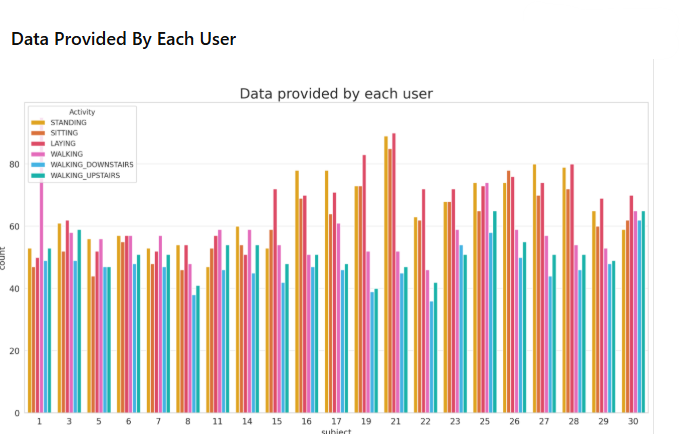 Data Provided By Each User
Data provided by each user
Activity
STANDING
SITTING
LAYING
WALKING
WALKING_DOWNSTAIRS
WALKING_UPSTAIRS
80
60
40
20
0
count
1 3 5 6 7 8 11 14 15 16 17 19 21 22 23 25 26 27 28 29 30
subject